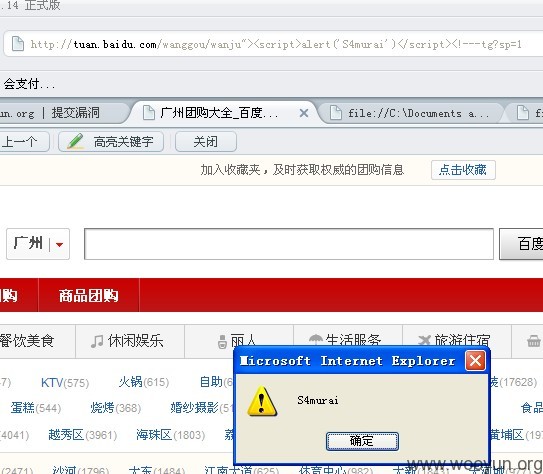 .14 正式版
http://tuan.baidu.com/wanggou/wanju"><script>alert('S4murai')</script><!---tg?sp=1
会支付...
un.org | 提交漏洞 广州团购大全_百度... file://C:\Documents a...
上一个 高亮关键字 关闭
加入收藏夹，及时获取权威的团购信息 点击收藏
广州 百度
团购 商品团购
餐饮美食 休闲娱乐 丽人 生活服务 旅游住宿
KTV(575) 火锅(615) 自助 装(17628)
Microsoft Internet Explorer
S4murai
确定
蛋糕(544) 烧烤(368) 婚纱摄影(51 食品
(4041) 越秀区(3961) 海珠区(1803) 荔 黄埔区(197
(2471) 沙河(1796) 大东(1484) 江南大道(625) 体育中心(982)
www.wooyun.org